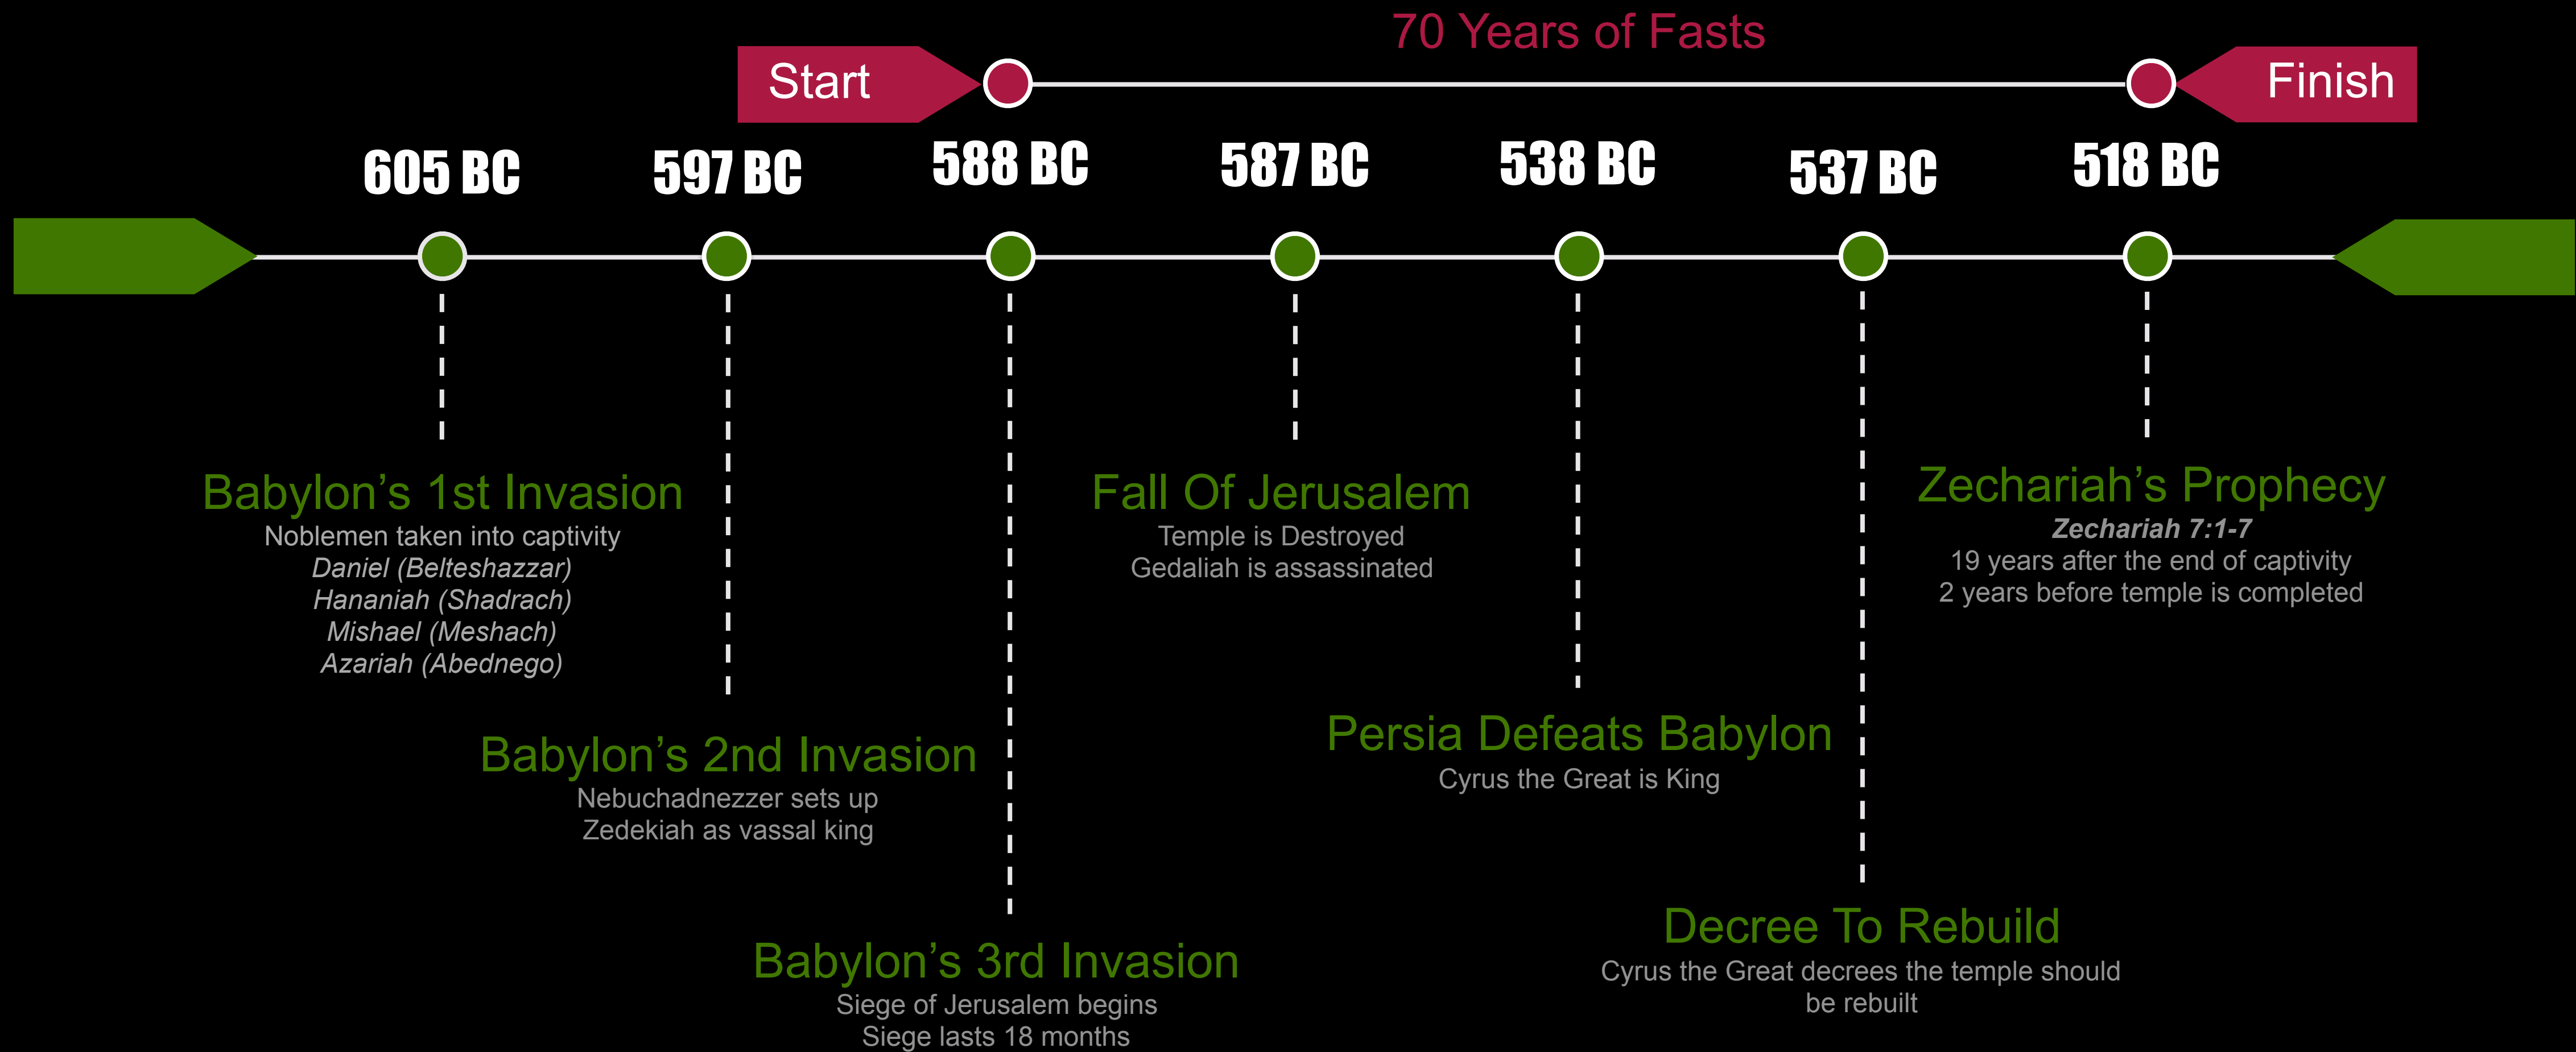 70 Years of Fasts
Start
Finish
605 BC
597 BC
588 BC
587 BC
538 BC
537 BC
518 BC
Babylon’s 1st Invasion
Noblemen taken into captivity
Daniel (Belteshazzar)
Hananiah (Shadrach)
Mishael (Meshach)
Azariah (Abednego)
Babylon’s 2nd Invasion
Nebuchadnezzer sets up
Zedekiah as vassal king
Babylon’s 3rd Invasion
Siege of Jerusalem begins
Siege lasts 18 months
Fall Of Jerusalem
Temple is Destroyed
Gedaliah is assassinated
Persia Defeats Babylon
Cyrus the Great is King
Decree To Rebuild
Cyrus the Great decrees the temple should
be rebuilt
Zechariah’s Prophecy
Zechariah 7:1-7
19 years after the end of captivity
2 years before temple is completed